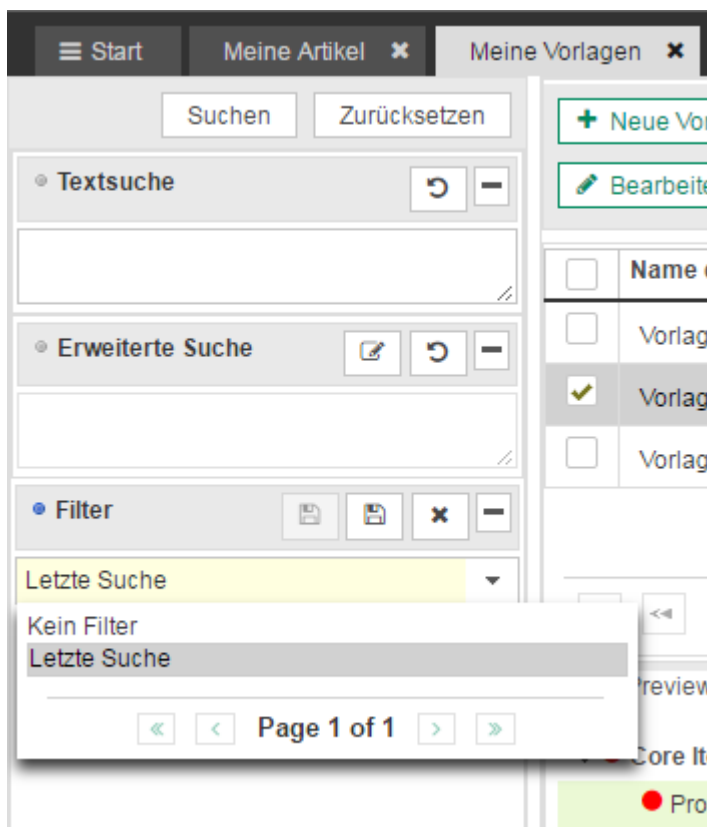 Start
Meine Artikel
Meine Vorlagen
Suchen
Zurücksetzen
Textsuche
Erweiterte Suche
Filter
Letzte Suche
Kein Filter
Letzte Suche
Page 1 of 1
Neue Vor
Bearbeite
Name
Vorlag
Vorlag
Vorlag
Preview
Core It
Pro